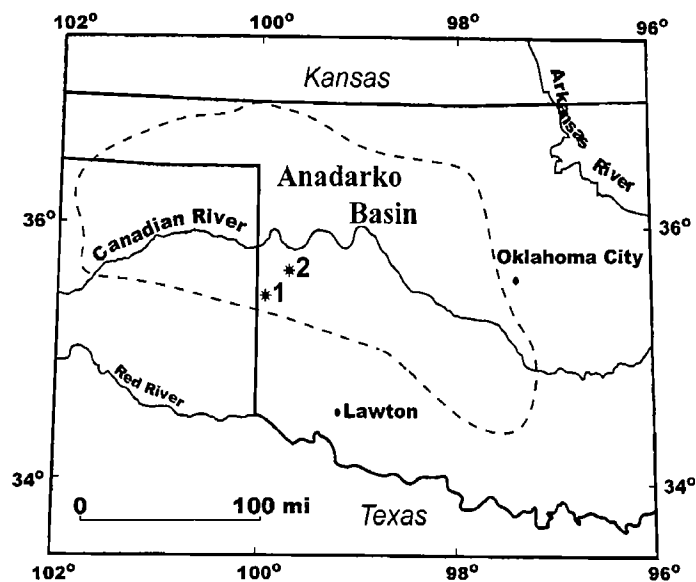 102° 100° 98° 96°
Kansas
Arkansas River
Anadarko
Basin
36° 36°
Canadian River
Oklahoma City
2
1
Red River
Lawton
34° 34°
0 100 mi
Texas
102° 100° 98° 96°